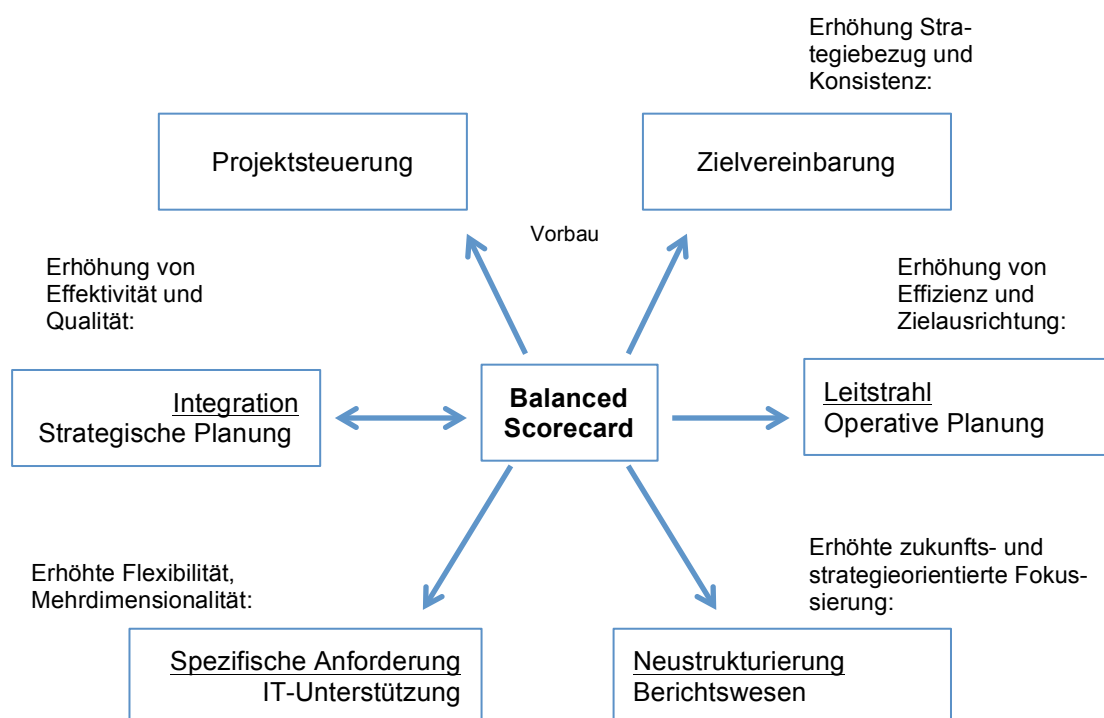 Erhöhung Stra-
tegiebezug und
Konsistenz:
Projektsteuerung
Zielvereinbarung
Vorbau
Erhöhung von
Effektivität und
Qualität:
Erhöhung von
Effizienz und
Zielausrichtung:
Integration
Strategische Planung
Balanced
Scorecard
Leitstrahl
Operative Planung
Erhöhte Flexibilität,
Mehrdimensionalität:
Erhöhte zukunfts- und
strategieorientierte Fokus-
sierung:
Spezifische Anforderung
IT-Unterstützung
Neustrukturierung
Berichtswesen